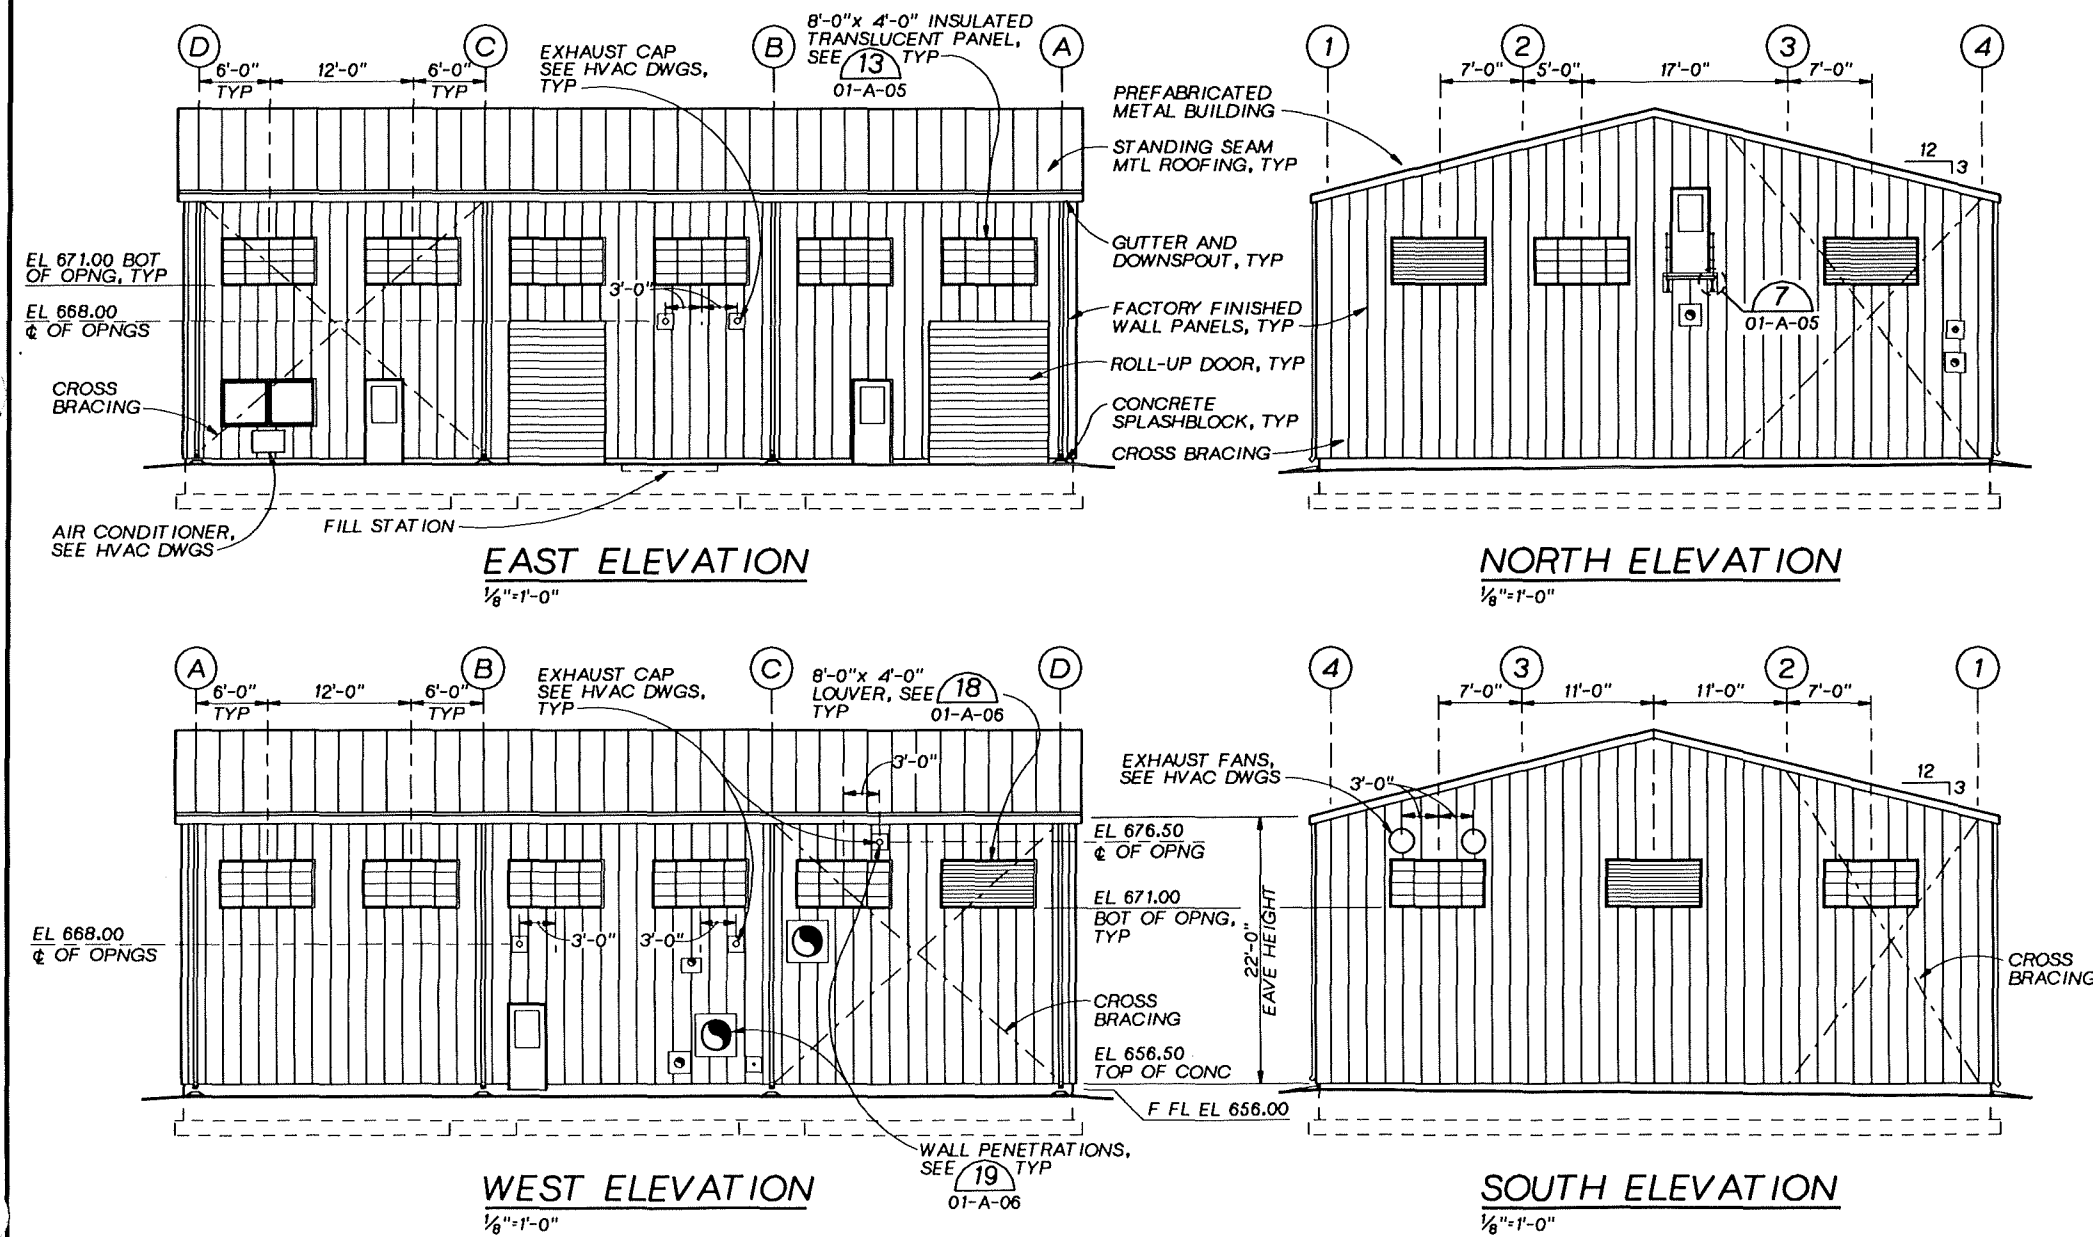 D
C
B
A
6'-0"
TYP
12'-0"
6'-0"
TYP
EXHAUST CAP
SEE HVAC DWGS,
TYP
8'-0"x 4'-0" INSULATED
TRANSLUCENT PANEL,
SEE 13 TYP
01-A-05
EL 671.00 BOT
OF OPNG, TYP
EL 668.00
℄ OF OPNGS
3'-0"
CROSS
BRACING
AIR CONDITIONER,
SEE HVAC DWGS
FILL STATION
PREFABRICATED
METAL BUILDING
STANDING SEAM
MTL ROOFING, TYP
GUTTER AND
DOWNSPOUT, TYP
FACTORY FINISHED
WALL PANELS, TYP
ROLL-UP DOOR, TYP
CONCRETE
SPLASHBLOCK, TYP
CROSS BRACING
EAST ELEVATION
1/8"=1'-0"
1
2
3
4
7'-0"
5'-0"
17'-0"
7'-0"
12
3
7
01-A-05
NORTH ELEVATION
1/8"=1'-0"
A
B
C
D
6'-0"
TYP
12'-0"
6'-0"
TYP
EXHAUST CAP
SEE HVAC DWGS,
TYP
8'-0"x 4'-0"
LOUVER, SEE 18
TYP
01-A-06
3'-0"
EL 668.00
℄ OF OPNGS
3'-0"
3'-0"
EL 676.50
℄ OF OPNG
EL 671.00
BOT OF OPNG,
TYP
CROSS
BRACING
EL 656.50
TOP OF CONC
F FL EL 656.00
WALL PENETRATIONS,
SEE 19 TYP
01-A-06
WEST ELEVATION
1/8"=1'-0"
4
3
2
1
7'-0"
11'-0"
11'-0"
7'-0"
EXHAUST FANS,
SEE HVAC DWGS
3'-0"
12
3
22'-0"
EAVE HEIGHT
CROSS
BRACING
SOUTH ELEVATION
1/8"=1'-0"